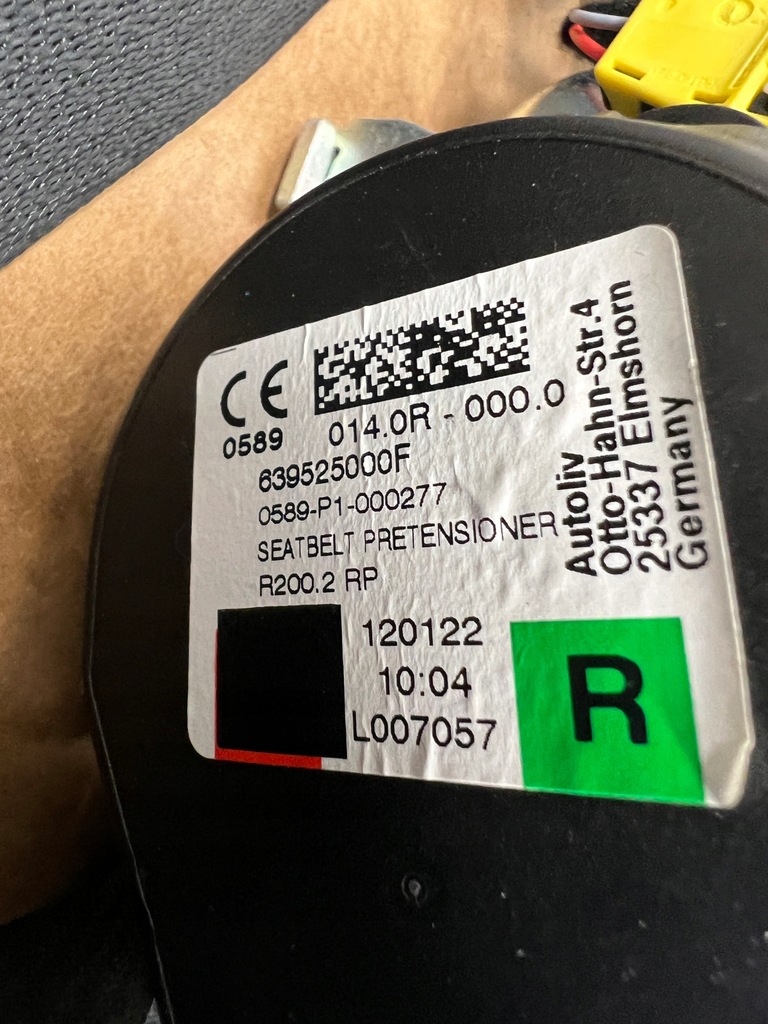 CE
0589
014.0R - 000.0
639525000F
0589-P1-000277
SEATBELT PRETENSIONER
R200.2 RP
120122
10:04
L007057
R
Autoliv
Otto-Hahn-Str.4
25337 Elmshorn
Germany